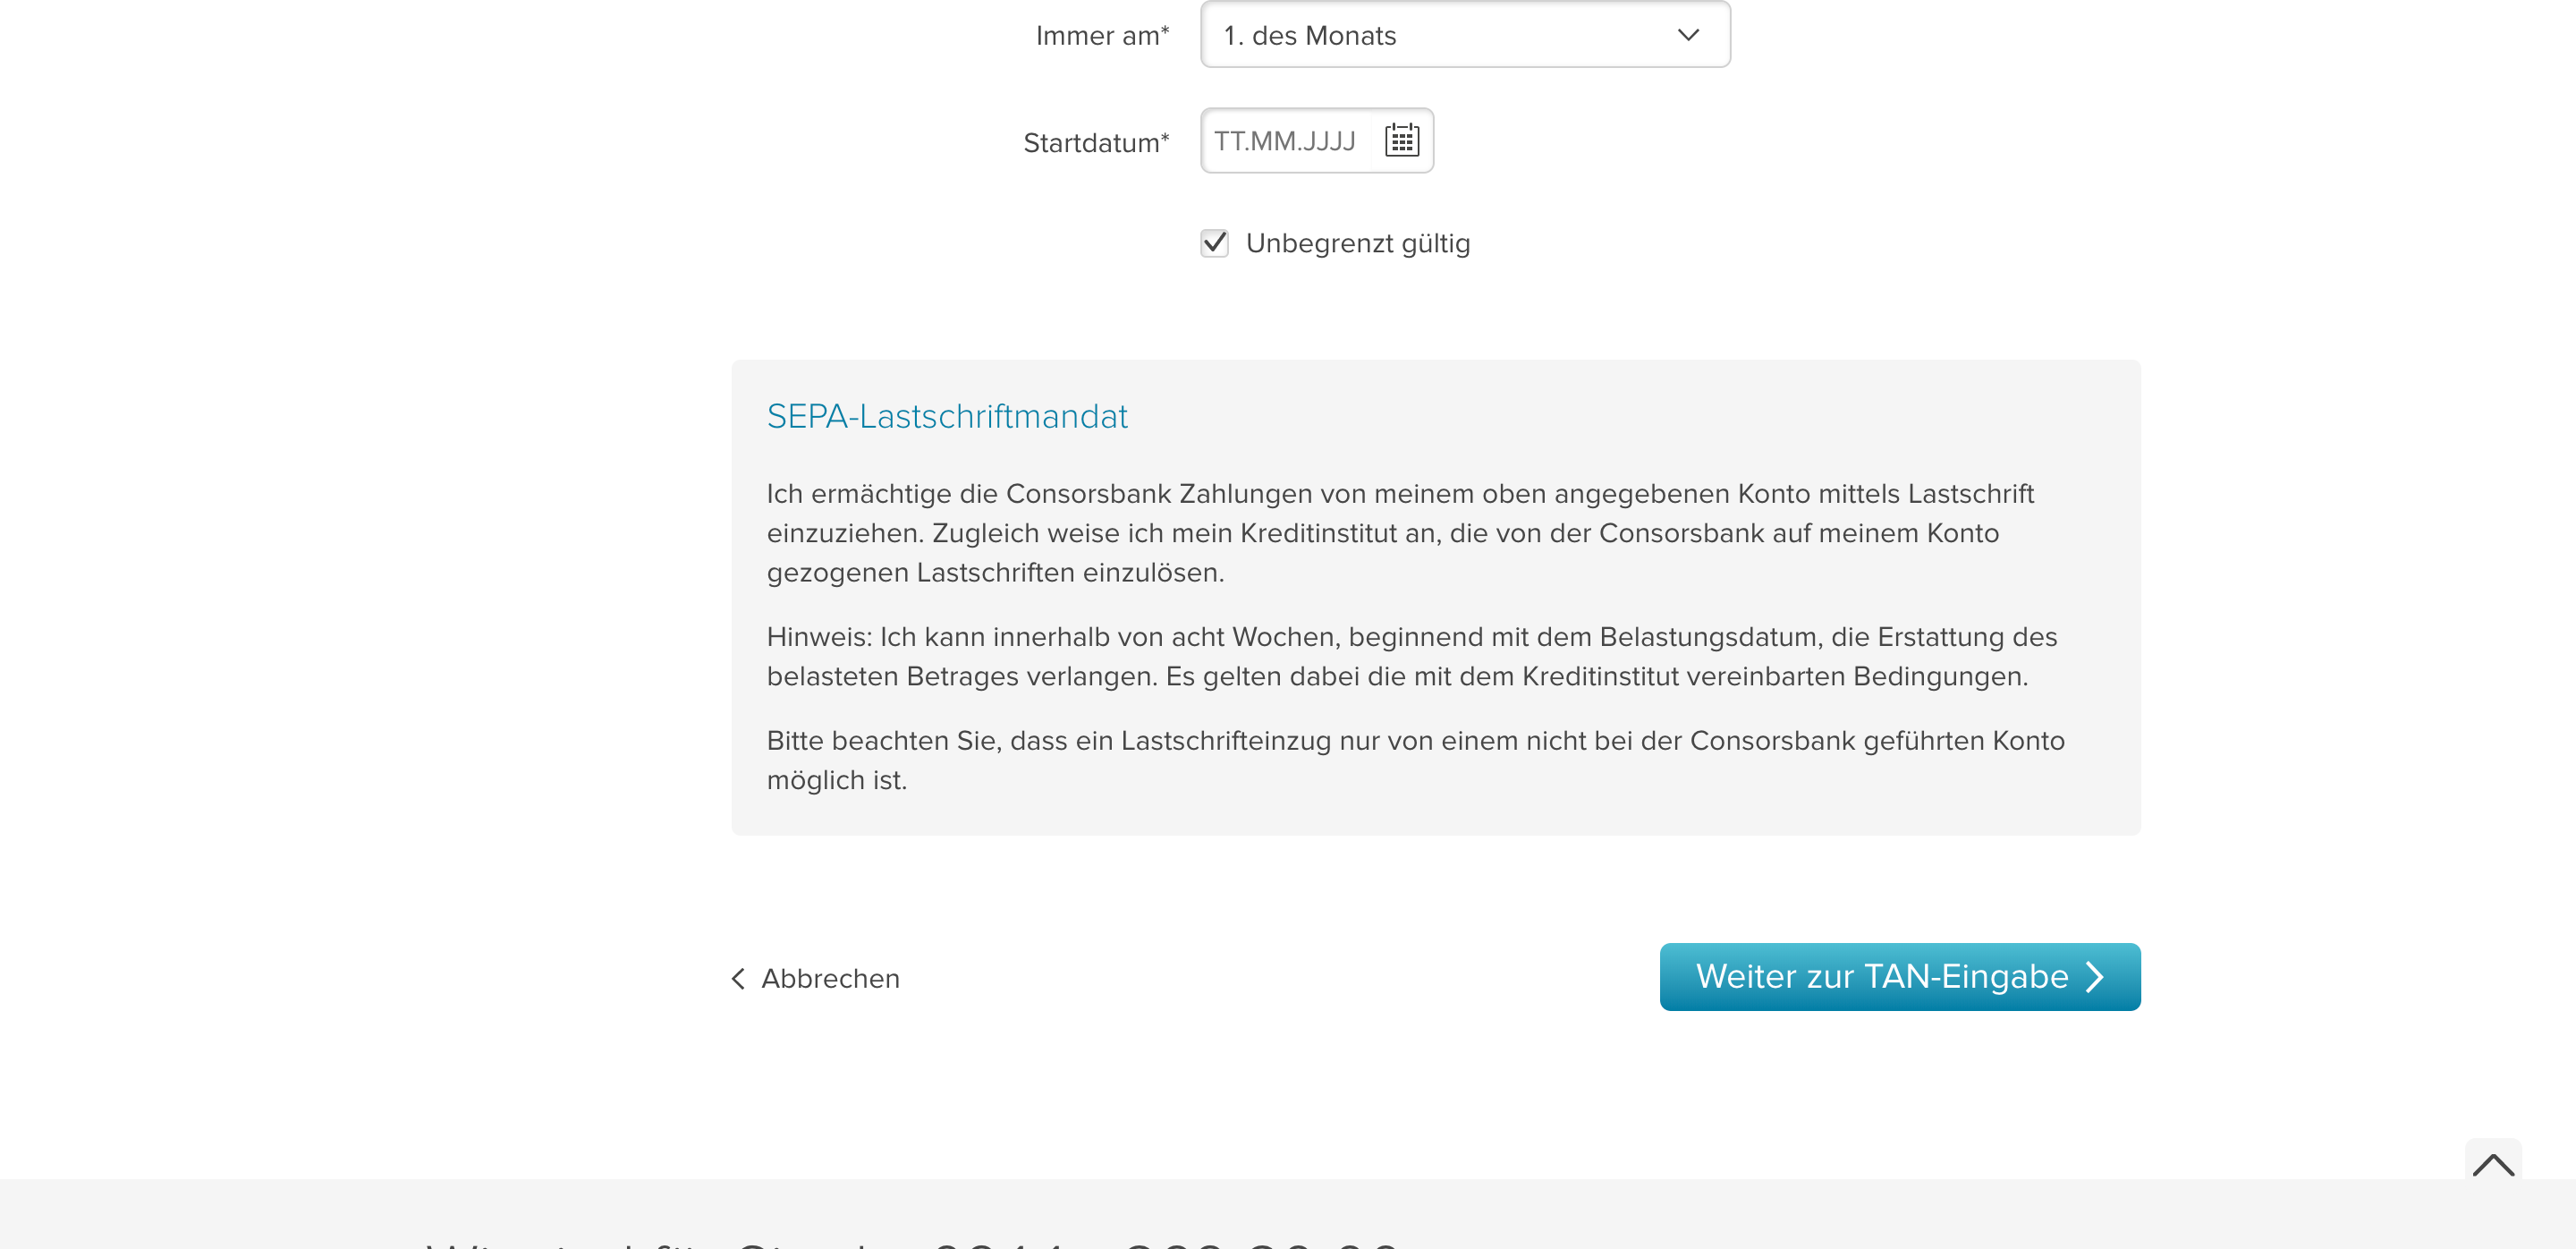 Immer am*
1. des Monats
Startdatum*
TT.MM.JJJJ
Unbegrenzt gültig
SEPA-Lastschriftmandat
Ich ermächtige die Consorsbank Zahlungen von meinem oben angegebenen Konto mittels Lastschrift
einzuziehen. Zugleich weise ich mein Kreditinstitut an, die von der Consorsbank auf meinem Konto
gezogenen Lastschriften einzulösen.
Hinweis: Ich kann innerhalb von acht Wochen, beginnend mit dem Belastungsdatum, die Erstattung des
belasteten Betrages verlangen. Es gelten dabei die mit dem Kreditinstitut vereinbarten Bedingungen.
Bitte beachten Sie, dass ein Lastschrifteinzug nur von einem nicht bei der Consorsbank geführten Konto
möglich ist.
Abbrechen
Weiter zur TAN-Eingabe